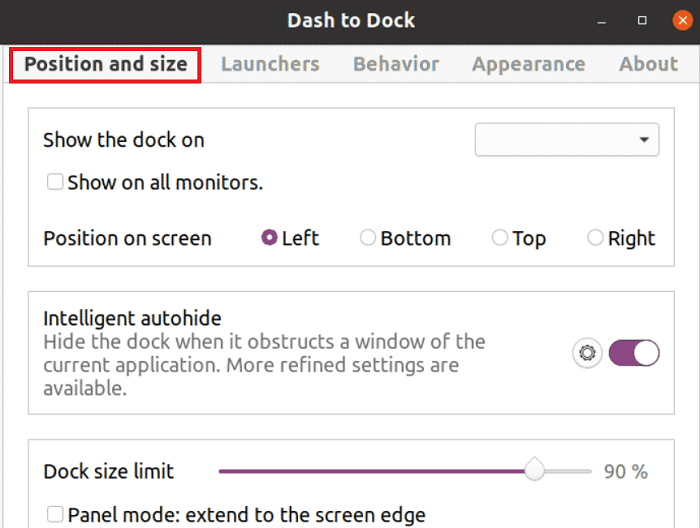 Dash to Dock
Position and size Launchers Behavior Appearance About
Show the dock on
Show on all monitors.
Position on screen Left Bottom Top Right
Intelligent autohide
Hide the dock when it obstructs a window of the
current application. More refined settings are
available.
Dock size limit 90 %
Panel mode: extend to the screen edge